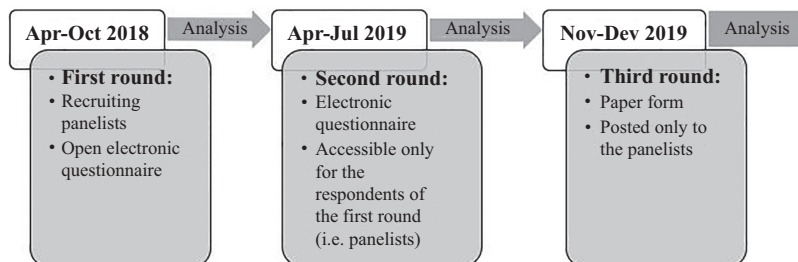 Apr-Oct 2018
Analysis
Apr-Jul 2019
Analysis
Nov-Dev 2019
Analysis
• First round:
• Recruiting
panelists
• Open electronic
questionnaire
• Second round:
• Electronic
questionnaire
• Accessible only
for the
respondents of
the first round
(i.e. panelists)
• Third round:
• Paper form
• Posted only to
the panelists